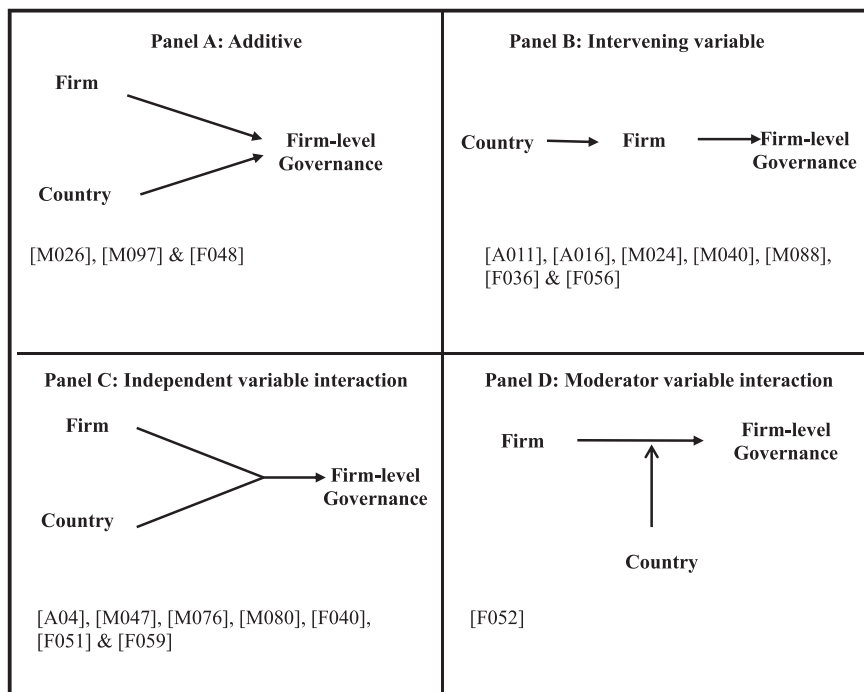 Panel A: Additive
Firm
Firm-level
Governance
Country
[M026], [M097] & [F048]
Panel B: Intervening variable
Country
Firm
Firm-level
Governance
[A011], [A016], [M024], [M040], [M088],
[F036] & [F056]
Panel C: Independent variable interaction
Firm
Firm-level
Governance
Country
[A04], [M047], [M076], [M080], [F040],
[F051] & [F059]
Panel D: Moderator variable interaction
Firm
Firm-level
Governance
Country
[F052]